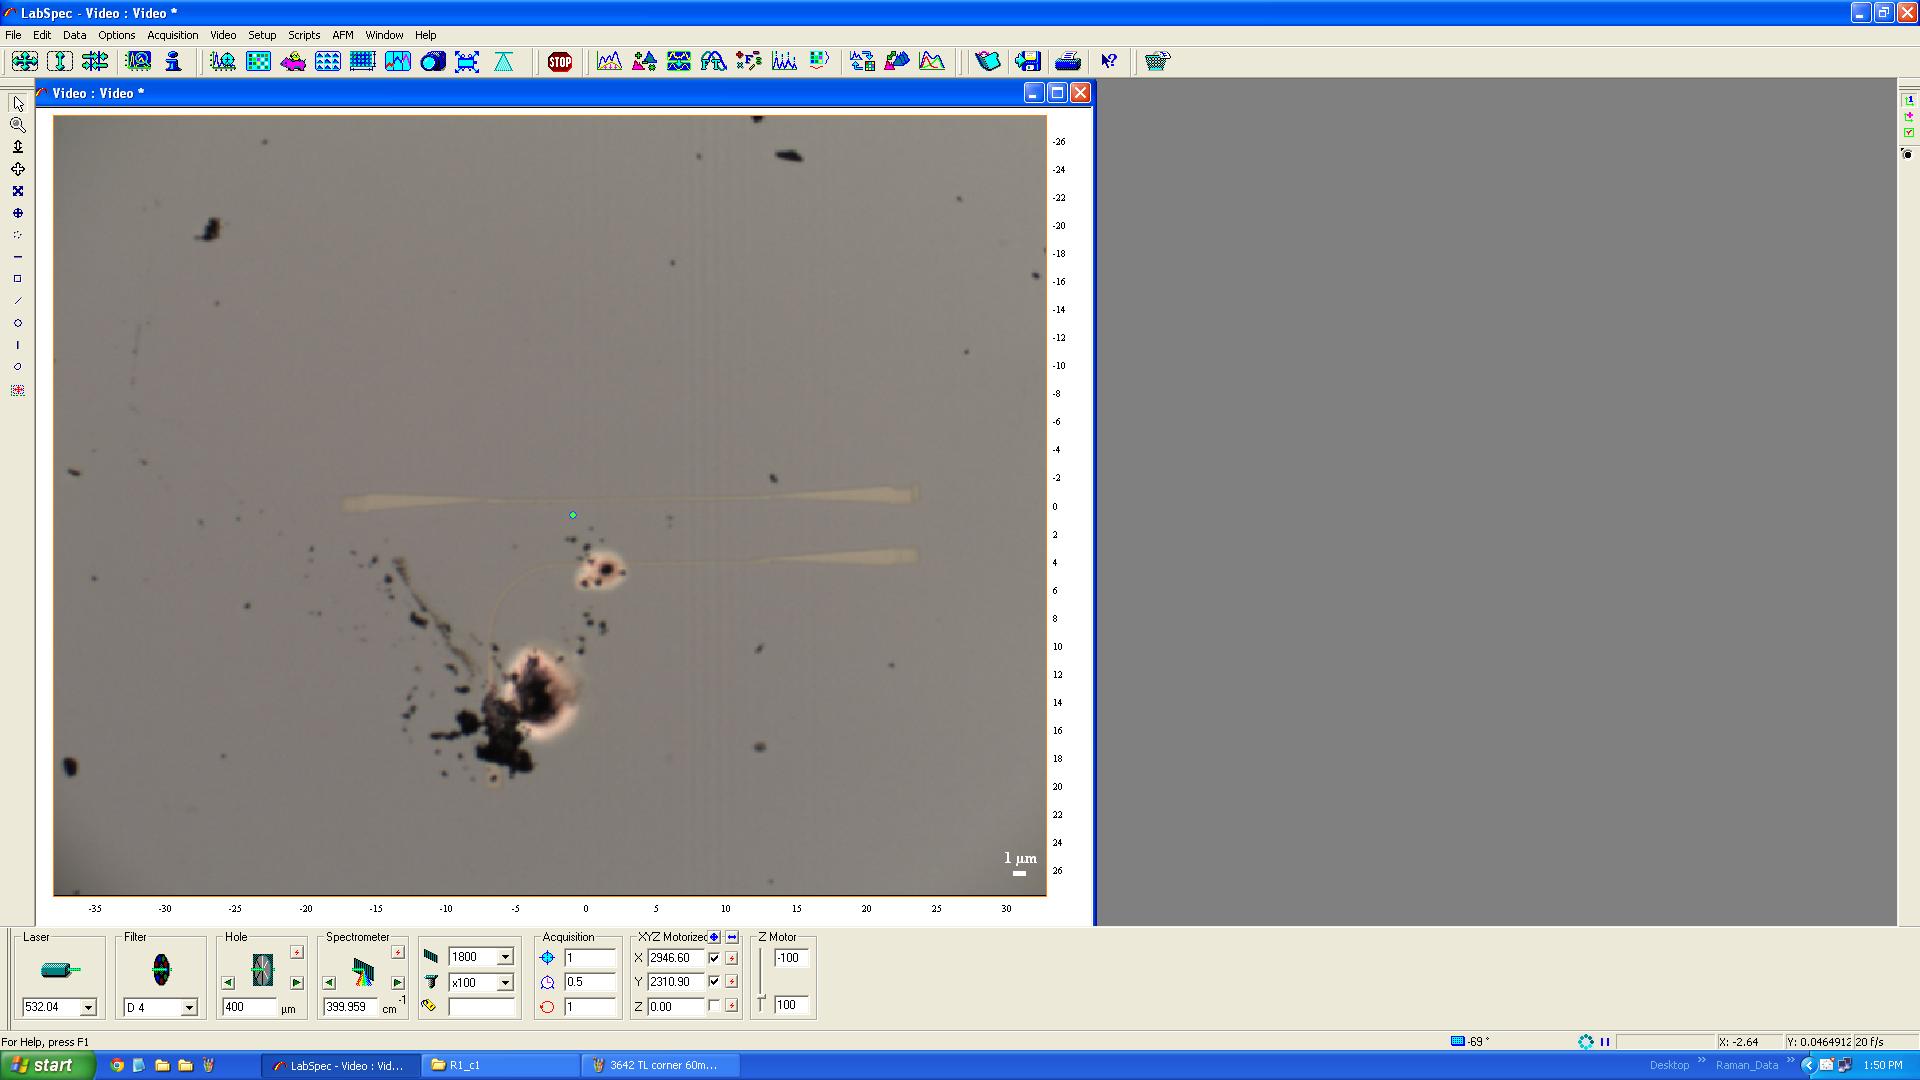 LabSpec - Video : Video *
File Edit Data Options Acquisition Video Setup Scripts AFM Window Help
STOP
Video : Video *
-26
-24
-22
-20
-18
-16
-14
-12
-10
-8
-6
-4
-2
0
2
4
6
8
10
12
14
16
18
20
22
24
26
1 µm
-35 -30 -25 -20 -15 -10 -5 0 5 10 15 20 25 30
Laser Filter Hole Spectrometer Acquisition XYZ Motorized Z Motor
1800 1 X 2946.60 -100
x100 0.5 Y 2310.90
532.04 D 4 400 µm 399.959 cm-1 1 Z 0.00 100
For Help, press F1 -69 ° X: -2.64 Y: 0.0464912 20 f/s
start LabSpec - Video : Vid... R1_c1 3642 TL corner 60m... Desktop » Raman_Data » 1:50 PM